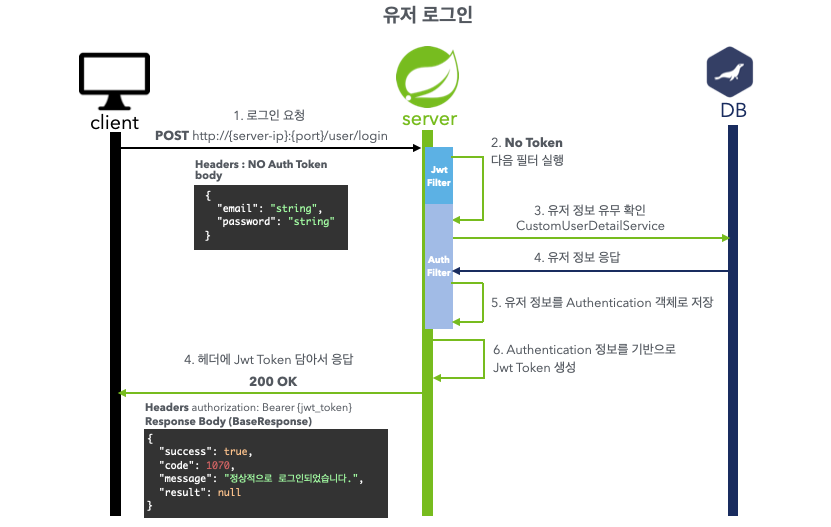 유저 로그인
client
server
DB
1. 로그인 요청
POST http://{server-ip}:{port}/user/login
Headers : NO Auth Token
body
{
"email": "string",
"password": "string"
}
Jwt
Filter
2. No Token
다음 필터 실행
3. 유저 정보 유무 확인
CustomUserDetailService
4. 유저 정보 응답
Auth
Filter
5. 유저 정보를 Authentication 객체로 저장
6. Authentication 정보를 기반으로
Jwt Token 생성
4. 헤더에 Jwt Token 담아서 응답
200 OK
Headers authorization: Bearer {jwt_token}
Response Body (BaseResponse)
{
"success": true,
"code": 1070,
"message": "정상적으로 로그인되었습니다.",
"result": null
}